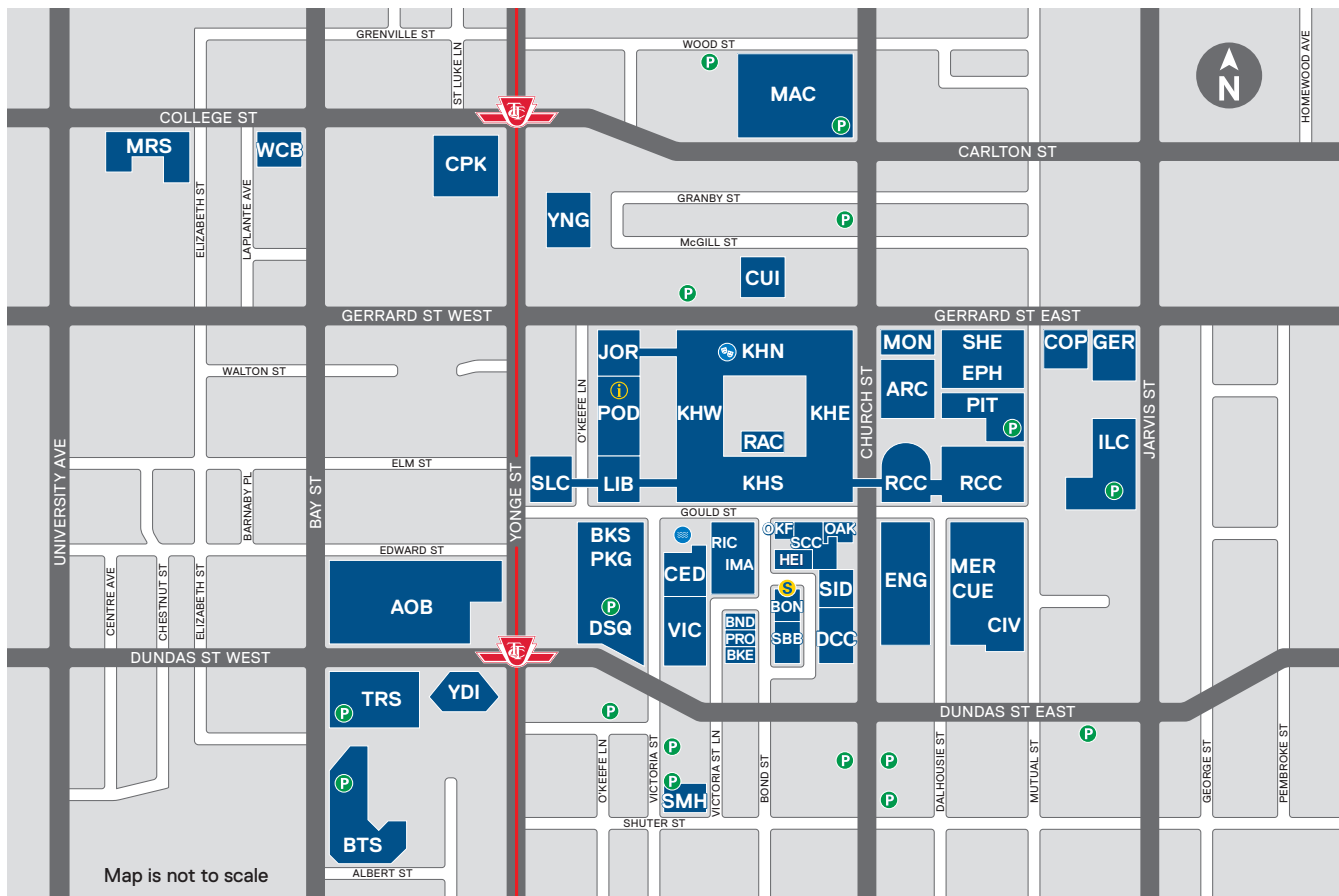 GRENVILLE ST
ST LUKE LN
WOOD ST
HOMEWOOD AVE
N
MAC
P
P
COLLEGE ST
TTC
CARLTON ST
MRS
WCB
CPK
ELIZABETH ST
LAPLANTE AVE
YNG
GRANBY ST
P
McGILL ST
CUI
P
GERRARD ST WEST
GERRARD ST EAST
WALTON ST
O'KEEFE LN
JOR
KHN
MON
SHE
COP
GER
EPH
ARC
i
POD
KHW
KHE
PIT
P
RAC
CHURCH ST
ILC
JARVIS ST
UNIVERSITY AVE
BAY ST
YONGE ST
ELM ST
BARNABY PL
SLC
LIB
KHS
RCC
RCC
P
GOULD ST
EDWARD ST
BKS
PKG
P
DSQ
CED
VIC
RIC
IMA
OKF
OAK
SCC
HEI
S
BON
SID
BND
PRO
BKE
SBB
DCC
ENG
MER
CUE
CIV
AOB
CENTRE AVE
CHESTNUT ST
ELIZABETH ST
DUNDAS ST WEST
TTC
TRS
P
YDI
DUNDAS ST EAST
P
P
P
P
P
P
P
P
SMH
BTS
O'KEEFE LN
VICTORIA ST
VICTORIA ST LN
BOND ST
DALHOUSIE ST
MUTUAL ST
GEORGE ST
PEMBROKE ST
SHUTER ST
ALBERT ST
Map is not to scale